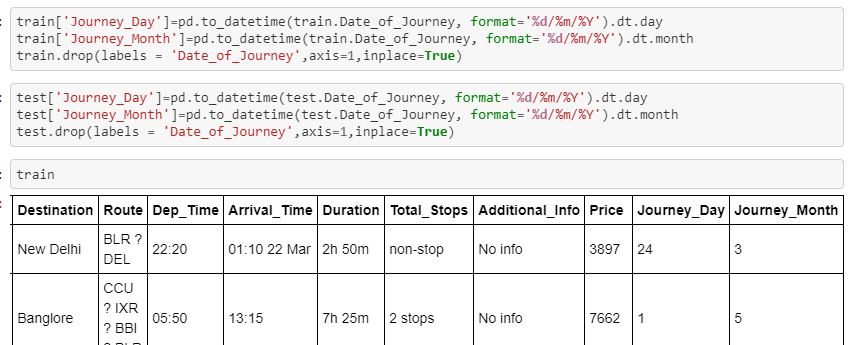 train['Journey_Day']=pd.to_datetime(train.Date_of_Journey, format='%d/%m/%Y').dt.day
train['Journey_Month']=pd.to_datetime(train.Date_of_Journey, format='%d/%m/%Y').dt.month
train.drop(labels = 'Date_of_Journey',axis=1,inplace=True)
test['Journey_Day']=pd.to_datetime(test.Date_of_Journey, format='%d/%m/%Y').dt.day
test['Journey_Month']=pd.to_datetime(test.Date_of_Journey, format='%d/%m/%Y').dt.month
test.drop(labels = 'Date_of_Journey',axis=1,inplace=True)
train
Destination Route Dep_Time Arrival_Time Duration Total_Stops Additional_Info Price Journey_Day Journey_Month
BLR ?
New Delhi 22:20 01:10 22 Mar 2h 50m non-stop No info 3897 24 3
DEL
CCU
? IXR
Banglore 05:50 13:15 7h 25m 2 stops No info 7662 1 5
? BBI